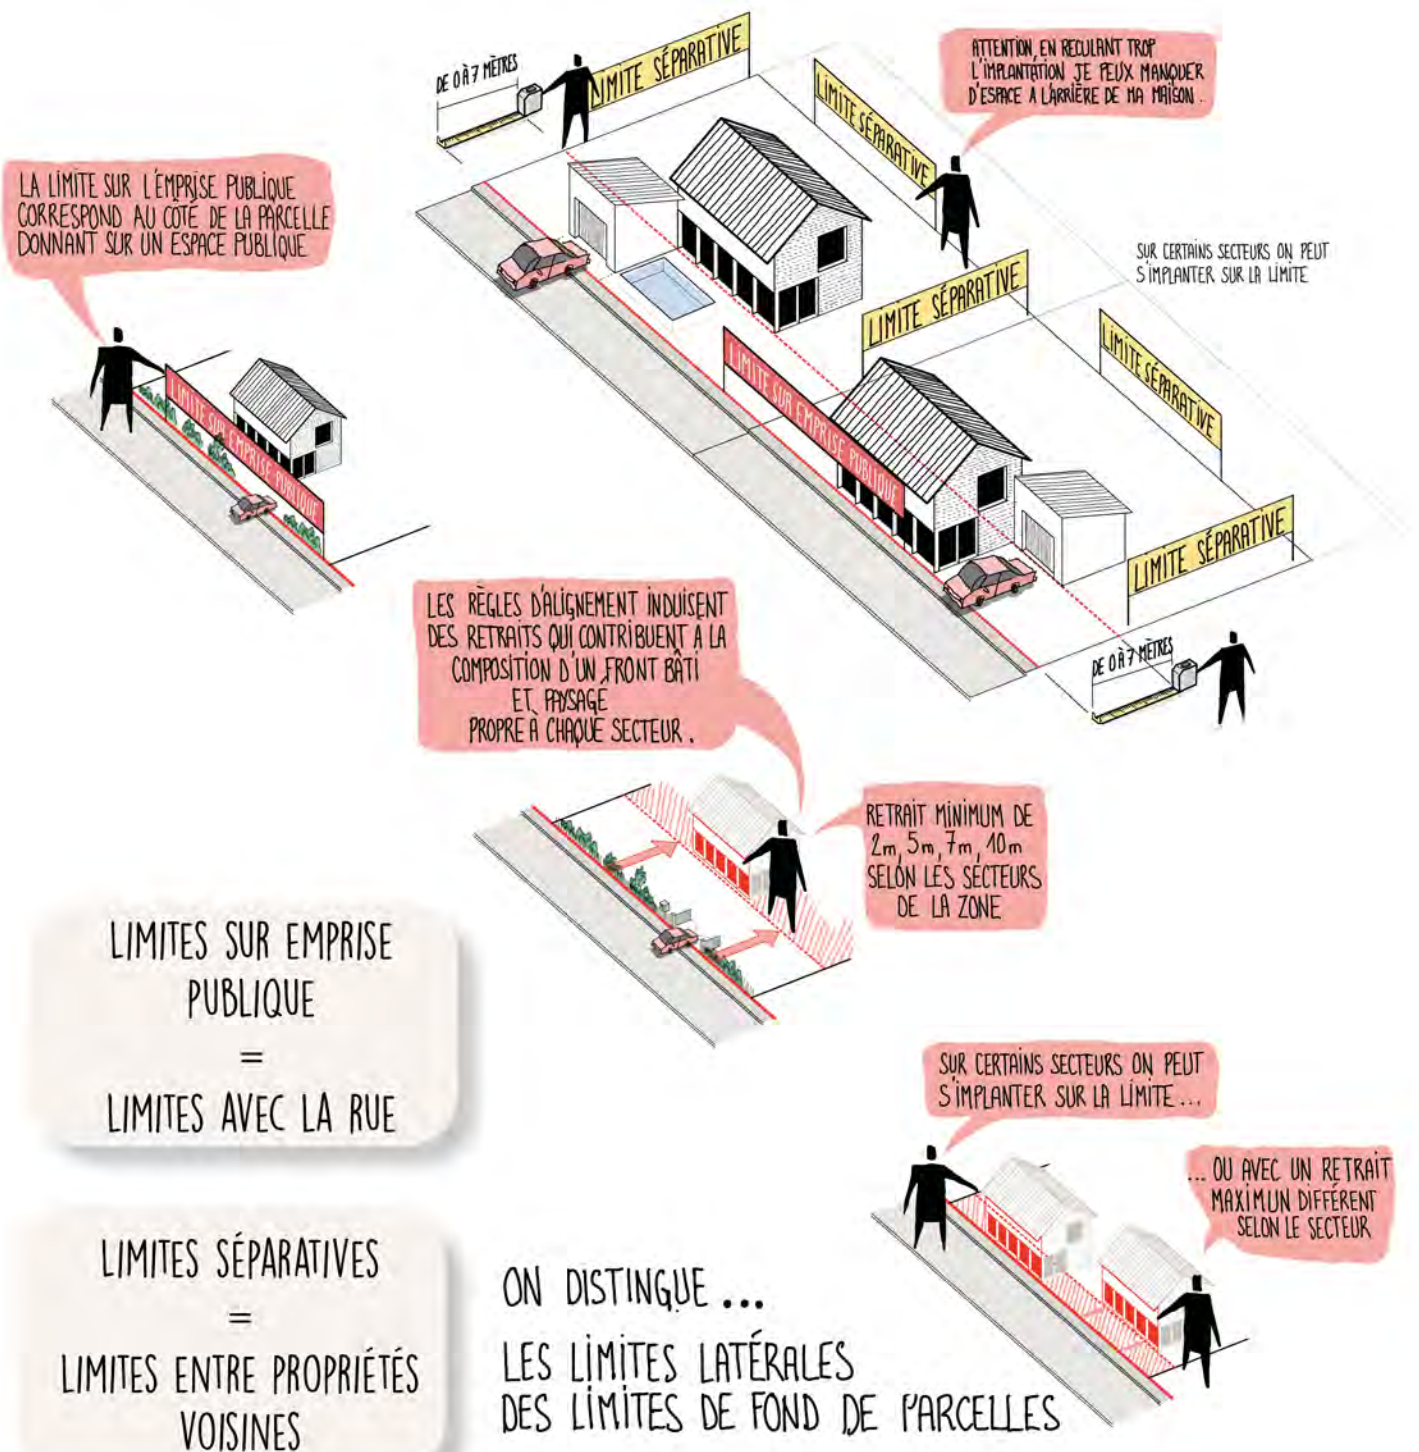 DE 0 À 7 MÈTRES
LIMITE SÉPARATIVE
LIMITE SÉPARATIVE
ATTENTION, EN RECULANT TROP
L'IMPLANTATION JE PEUX MANQUER
D'ESPACE A L'ARRIÈRE DE MA MAISON.
LA LIMITE SUR L'EMPRISE PUBLIQUE
CORRESPOND AU CÔTÉ DE LA PARCELLE
DONNANT SUR UN ESPACE PUBLIQUE
SUR CERTAINS SECTEURS ON PEUT
S'IMPLANTER SUR LA LIMITE
LIMITE SÉPARATIVE
LIMITE SÉPARATIVE
LIMITE SUR EMPRISE PUBLIQUE
LIMITE SUR EMPRISE PUBLIQUE
LIMITE SÉPARATIVE
DE 0 À 7 MÈTRES
LES RÈGLES D'ALIGNEMENT INDUISENT
DES RETRAITS QUI CONTRIBUENT A LA
COMPOSITION D'UN FRONT BÂTI
ET PAYSAGÉ
PROPRE À CHAQUE SECTEUR.
RETRAIT MINIMUM DE
2m, 5m, 7m, 10m
SELON LES SECTEURS
DE LA ZONE
LIMITES SUR EMPRISE
PUBLIQUE
=
LIMITES AVEC LA RUE
SUR CERTAINS SECTEURS ON PEUT
S'IMPLANTER SUR LA LIMITE...
... OU AVEC UN RETRAIT
MAXIMUN DIFFÉRENT
SELON LE SECTEUR
LIMITES SÉPARATIVES
=
LIMITES ENTRE PROPRIÉTÉS
VOISINES
ON DISTINGUE ...
LES LIMITES LATÉRALES
DES LIMITES DE FOND DE PARCELLES